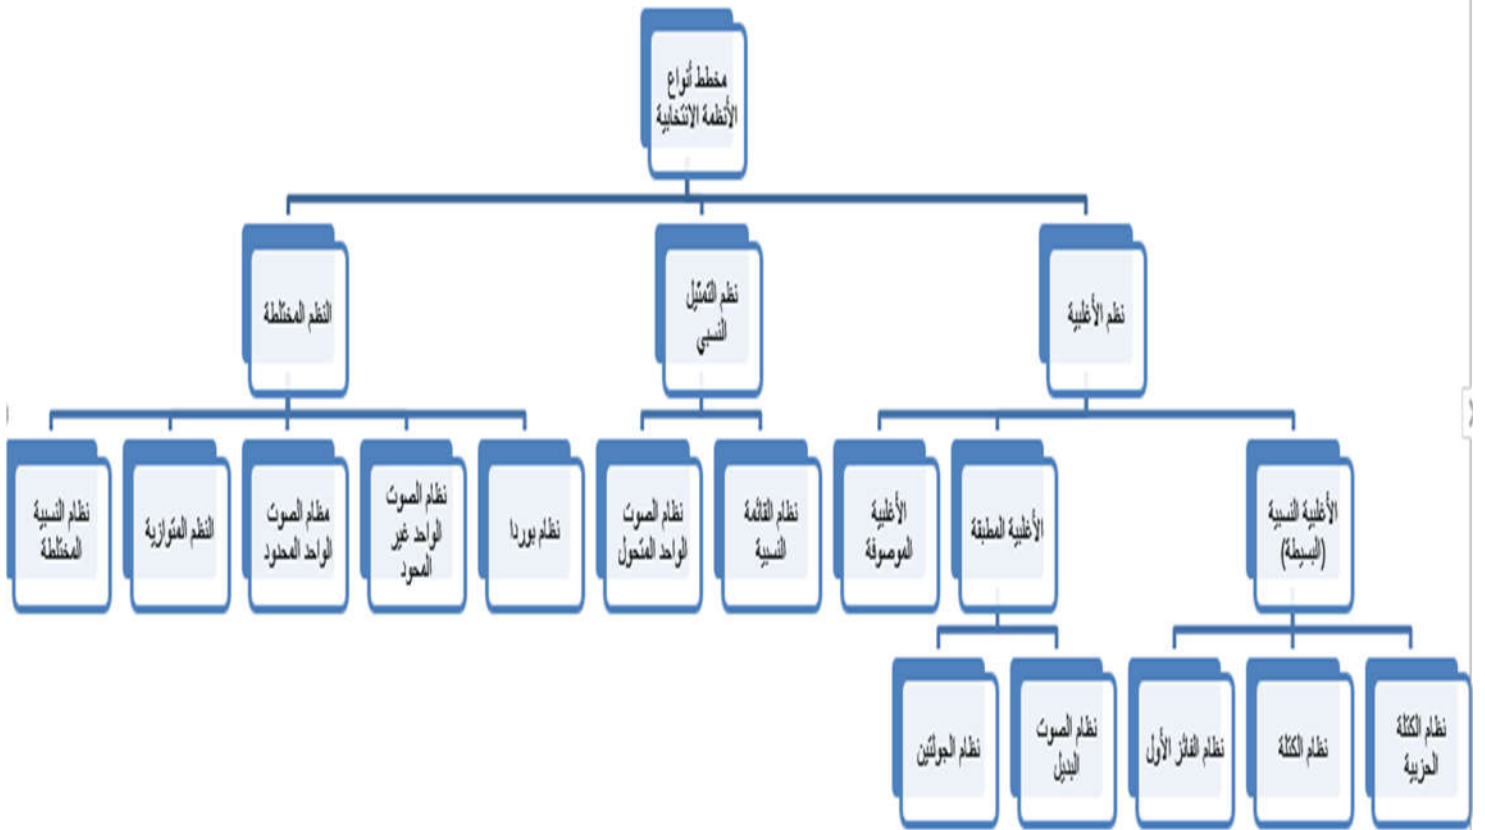 مخطط أنواع
الأنظمة الانتخابية
نظم الأغلبية
نظم التمثيل
النسبي
النظم المختلطة
الأغلبية النسبية
(البسيطة)
الأغلبية المطبقة
الأغلبية
الموصوفة
نظام القائمة
النسبية
نظام الصوت
الواحد المتحول
نظام بوردا
نظام الصوت
الواحد غير
المحود
مظام الصوت
الواحد المحدود
النظم المتوازية
نظام النسبية
المختلطة
نظام الكتلة
الحزبية
نظام الكتلة
نظام الفائز الأول
نظام الصوت
البديل
نظام الجولتين